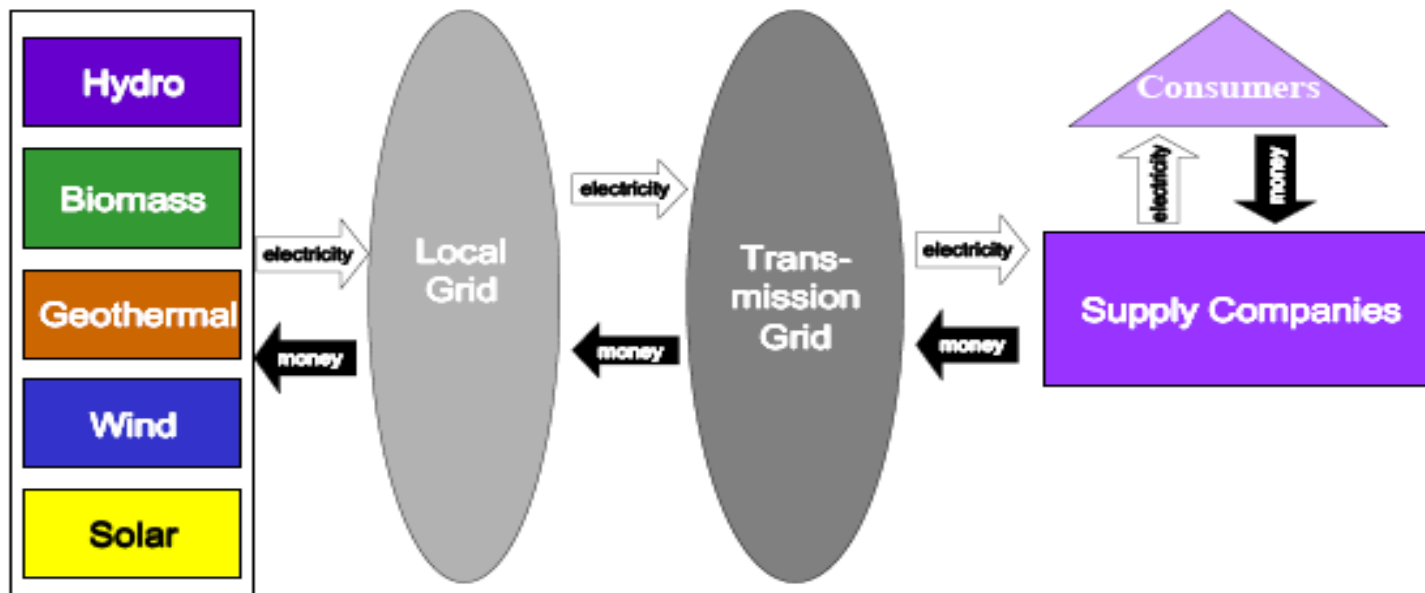 Hydro
Biomass
Geothermal
Wind
Solar
electricity
money
Local
Grid
electricity
money
Trans-
mission
Grid
electricity
money
Consumers
electricity
money
Supply Companies